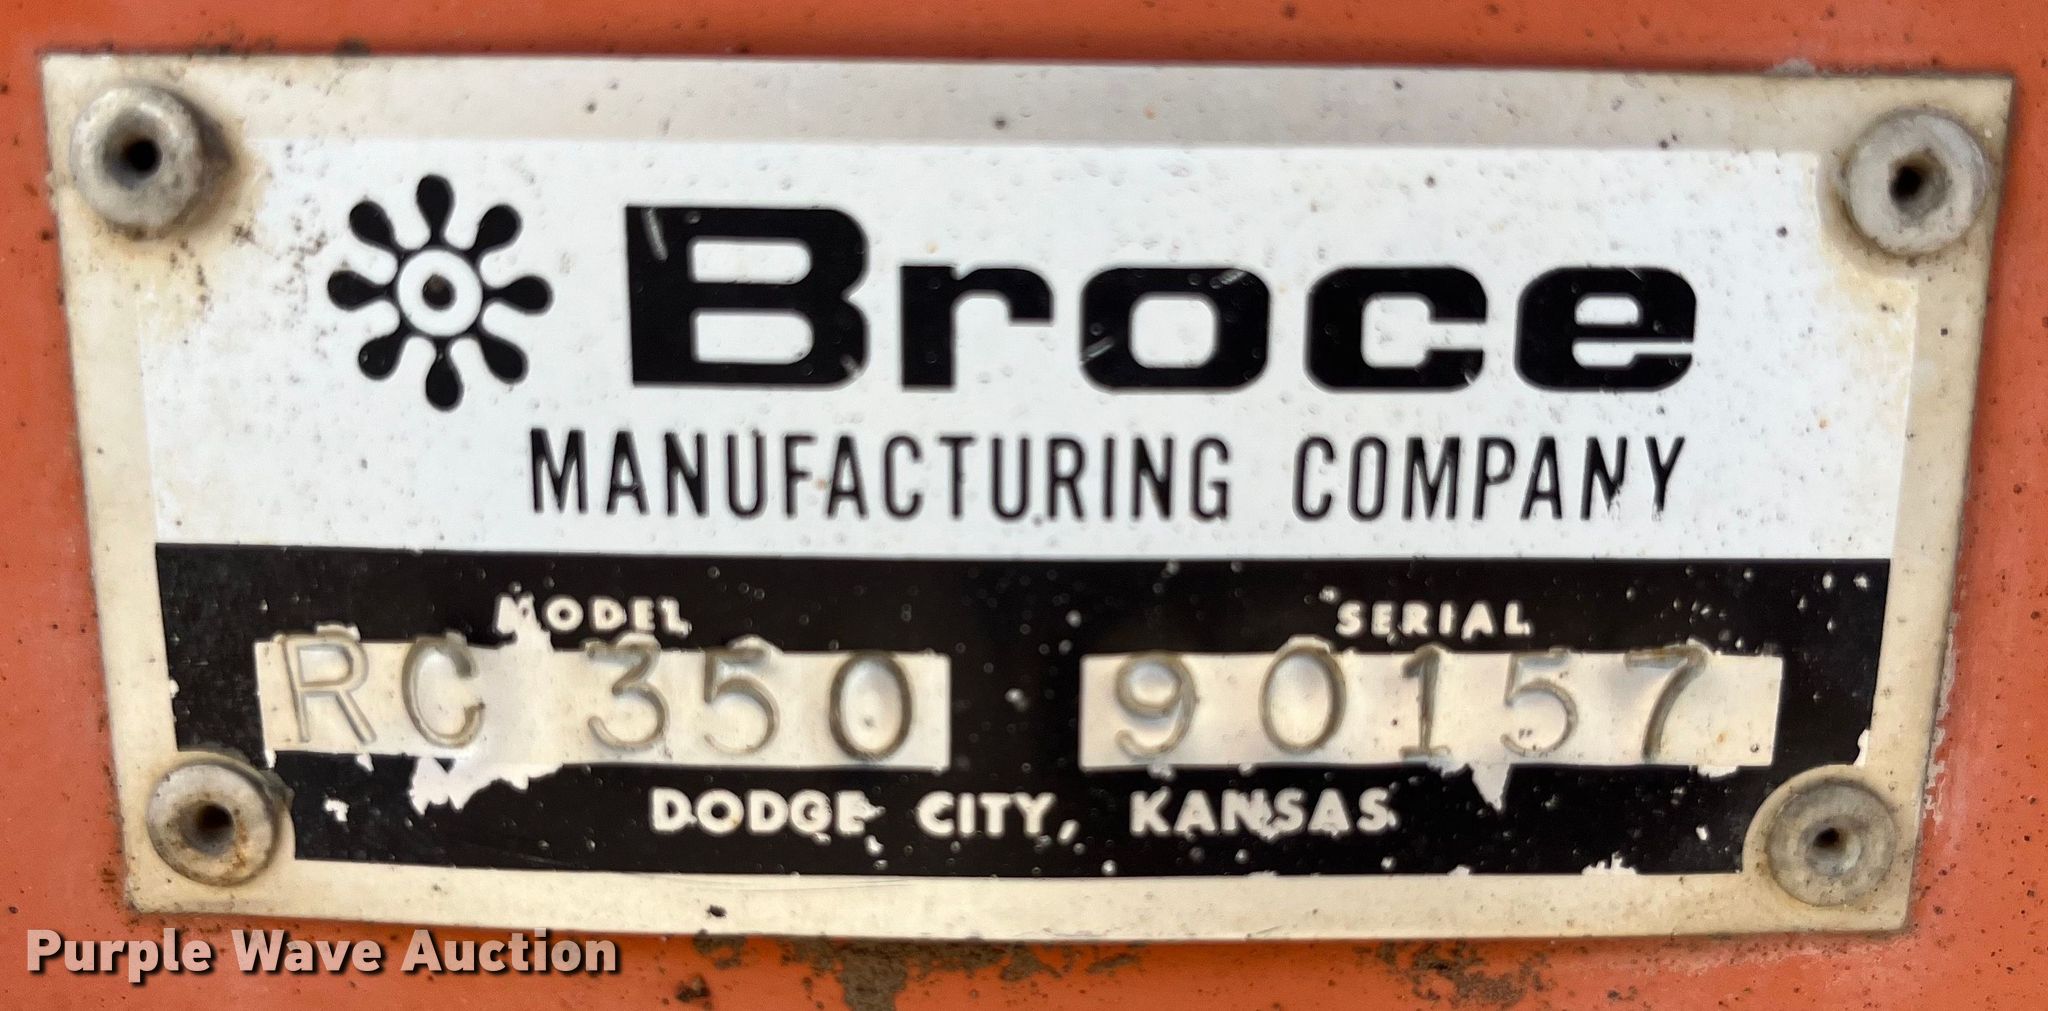 Broce
MANUFACTURING COMPANY
MODEL SERIAL
RC 350 90157
DODGE CITY, KANSAS
Purple Wave Auction